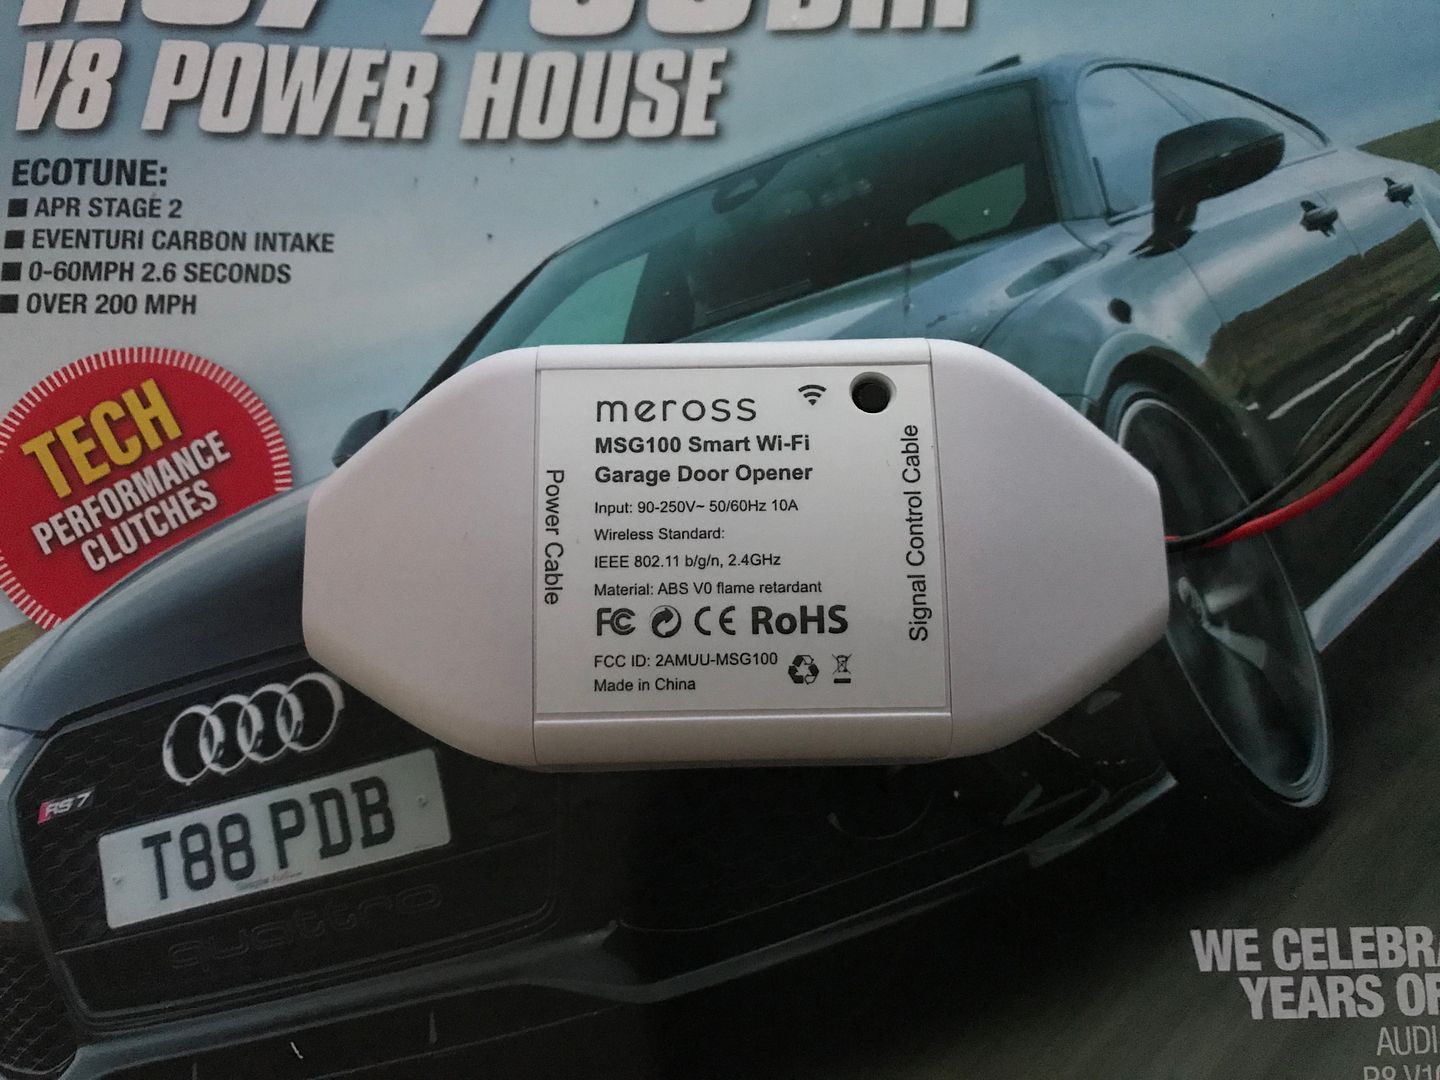 V8 POWER HOUSE
ECOTUNE:
APR STAGE 2
EVENTURI CARBON INTAKE
0-60MPH 2.6 SECONDS
OVER 200 MPH
TECH
PERFORMANCE
CLUTCHES
meross
MSG100 Smart Wi-Fi
Garage Door Opener
Input: 90-250V~ 50/60Hz 10A
Wireless Standard:
IEEE 802.11 b/g/n, 2.4GHz
Material: ABS V0 flame retardant
FC CE RoHS
FCC ID: 2AMUU-MSG100
Made in China
Power Cable
Signal Control Cable
RS 7
T88 PDB
quattro
WE CELEBRA
YEARS OF
AUDI